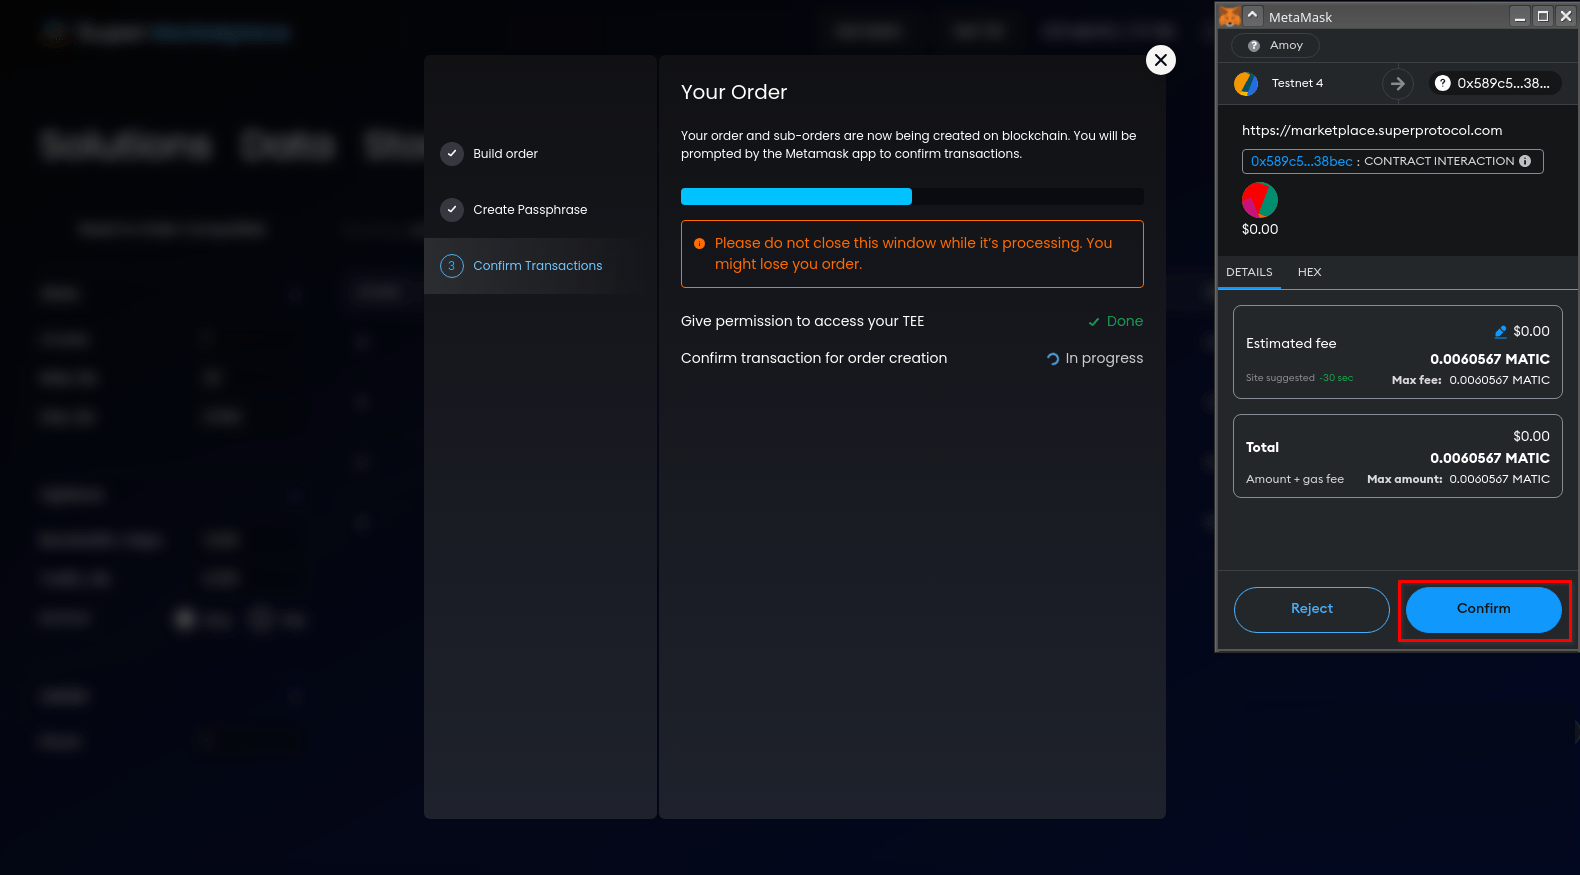 Super Marketplace
Solutions Data
Build order
Create Passphrase
3 Confirm Transactions
Your Order
Your order and sub-orders are now being created on blockchain. You will be
prompted by the Metamask app to confirm transactions.
Please do not close this window while it's processing. You
might lose you order.
Give permission to access your TEE Done
Confirm transaction for order creation In progress
MetaMask
Amoy
Testnet 4 0x589c5...38...
https://marketplace.superprotocol.com
0x589c5...38bec : CONTRACT INTERACTION
$0.00
DETAILS HEX
Estimated fee $0.00
0.0060567 MATIC
Site suggested -30 sec Max fee: 0.0060567 MATIC
Total $0.00
0.0060567 MATIC
Amount + gas fee Max amount: 0.0060567 MATIC
Reject Confirm